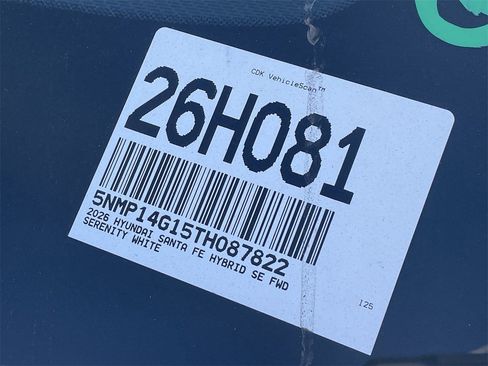 CDK VehicleScan™
26H081
5NMP14G15TH087822
2026 HYUNDAI SANTA FE HYBRID SE FWD
SERENITY WHITE
I25